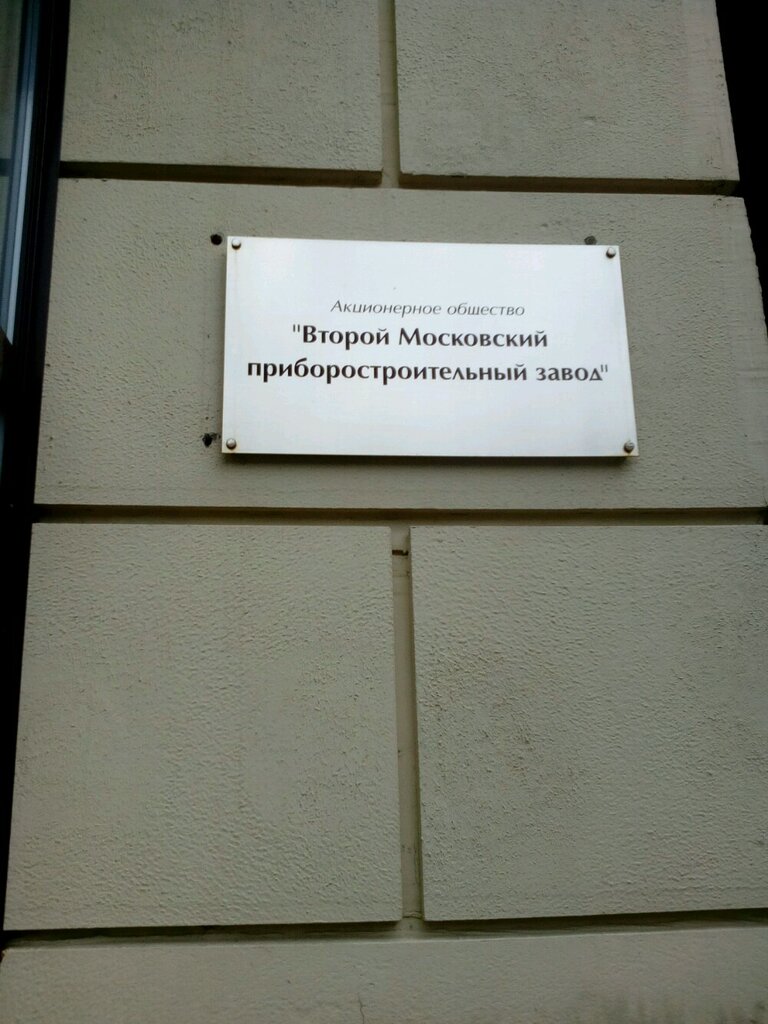 Акционерное общество
"Второй Московский
приборостроительный завод"